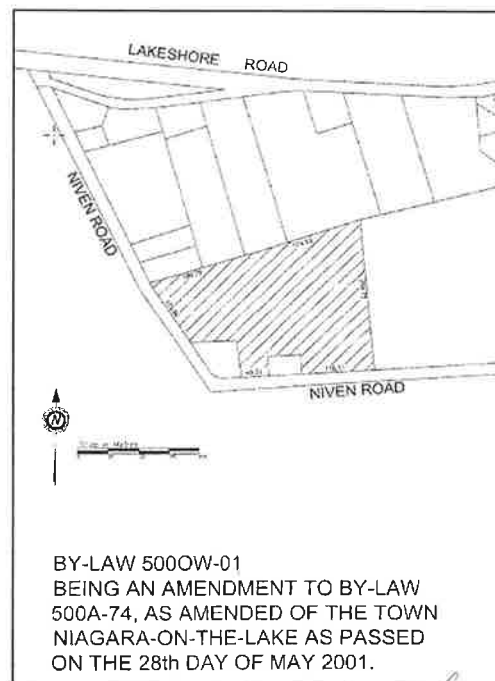 LAKESHORE ROAD
NIVEN ROAD
NIVEN ROAD
N
BY-LAW 500OW-01
BEING AN AMENDMENT TO BY-LAW
500A-74, AS AMENDED OF THE TOWN
NIAGARA-ON-THE-LAKE AS PASSED
ON THE 28th DAY OF MAY 2001.